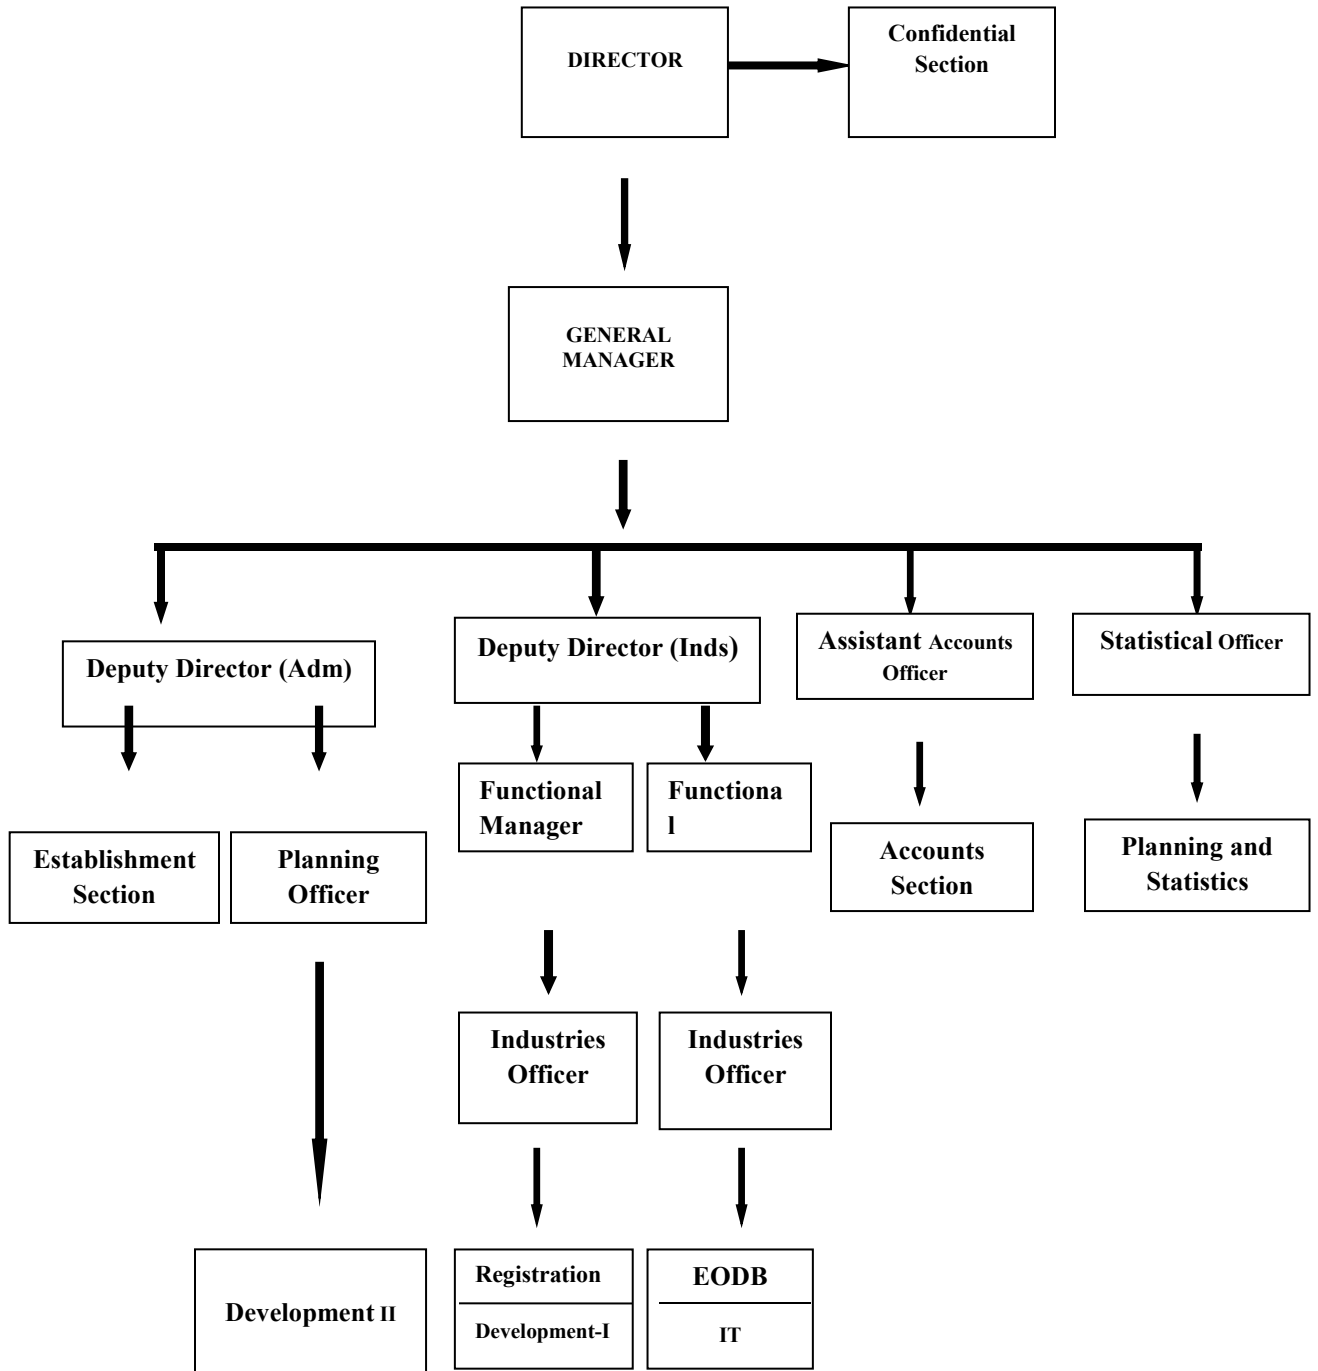 DIRECTOR
Confidential
Section
GENERAL
MANAGER
Deputy Director (Adm)
Deputy Director (Inds)
Assistant Accounts
Officer
Statistical Officer
Functional
Manager
Functiona
l
Establishment
Section
Planning
Officer
Accounts
Section
Planning and
Statistics
Industries
Officer
Industries
Officer
Development II
Registration
Development-I
EODB
IT